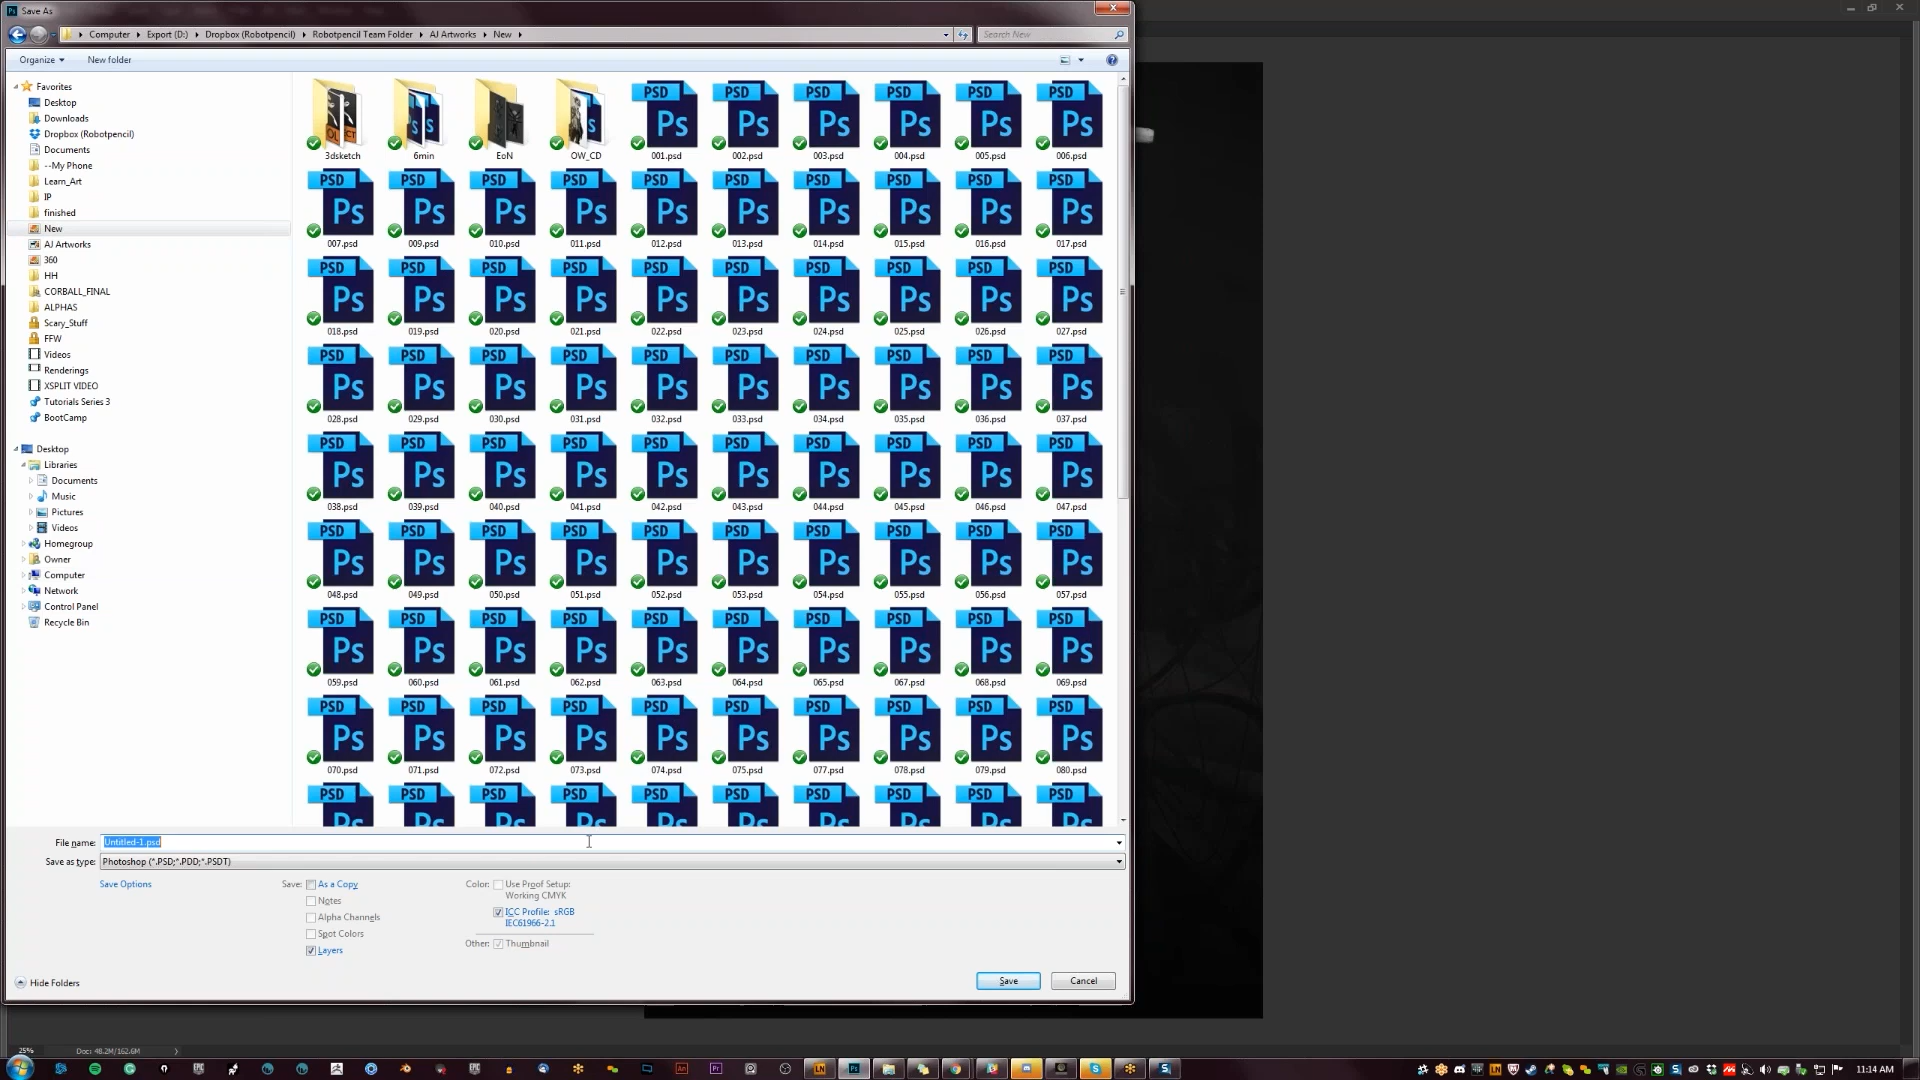 Save As
Computer Export (D:) Dropbox (Robotpencil) Robotpencil Team Folder AJ Artworks New
Search New
Organize New folder
Favorites
Desktop
Downloads
Dropbox (Robotpencil)
Documents
--My Phone
Learn_Art
IP
finished
New
AJ Artworks
360
HH
CORBALL_FINAL
ALPHAS
Scary_Stuff
FFW
Videos
Renderings
XSPLIT VIDEO
Tutorials Series 3
BootCamp
Desktop
Libraries
Documents
Music
Pictures
Videos
Homegroup
Owner
Computer
Network
Control Panel
Recycle Bin
3dsketch 6min EoN OW_CD 001.psd 002.psd 003.psd 004.psd 005.psd 006.psd
007.psd 009.psd 010.psd 011.psd 012.psd 013.psd 014.psd 015.psd 016.psd 017.psd
018.psd 019.psd 020.psd 021.psd 022.psd 023.psd 024.psd 025.psd 026.psd 027.psd
028.psd 029.psd 030.psd 031.psd 032.psd 033.psd 034.psd 035.psd 036.psd 037.psd
038.psd 039.psd 040.psd 041.psd 042.psd 043.psd 044.psd 045.psd 046.psd 047.psd
048.psd 049.psd 050.psd 051.psd 052.psd 053.psd 054.psd 055.psd 056.psd 057.psd
059.psd 060.psd 061.psd 062.psd 063.psd 064.psd 065.psd 067.psd 068.psd 069.psd
070.psd 071.psd 072.psd 073.psd 074.psd 075.psd 077.psd 078.psd 079.psd 080.psd
File name: Untitled-1.psd
Save as type: Photoshop (*.PSD;*.PDD;*.PSDT)
Save Options
Save: As a Copy
Notes
Alpha Channels
Spot Colors
Layers
Color: Use Proof Setup:
Working CMYK
ICC Profile: sRGB
IEC61966-2.1
Other: Thumbnail
Hide Folders
Save Cancel
25% Doc: 48.2M/162.6M
11:14 AM